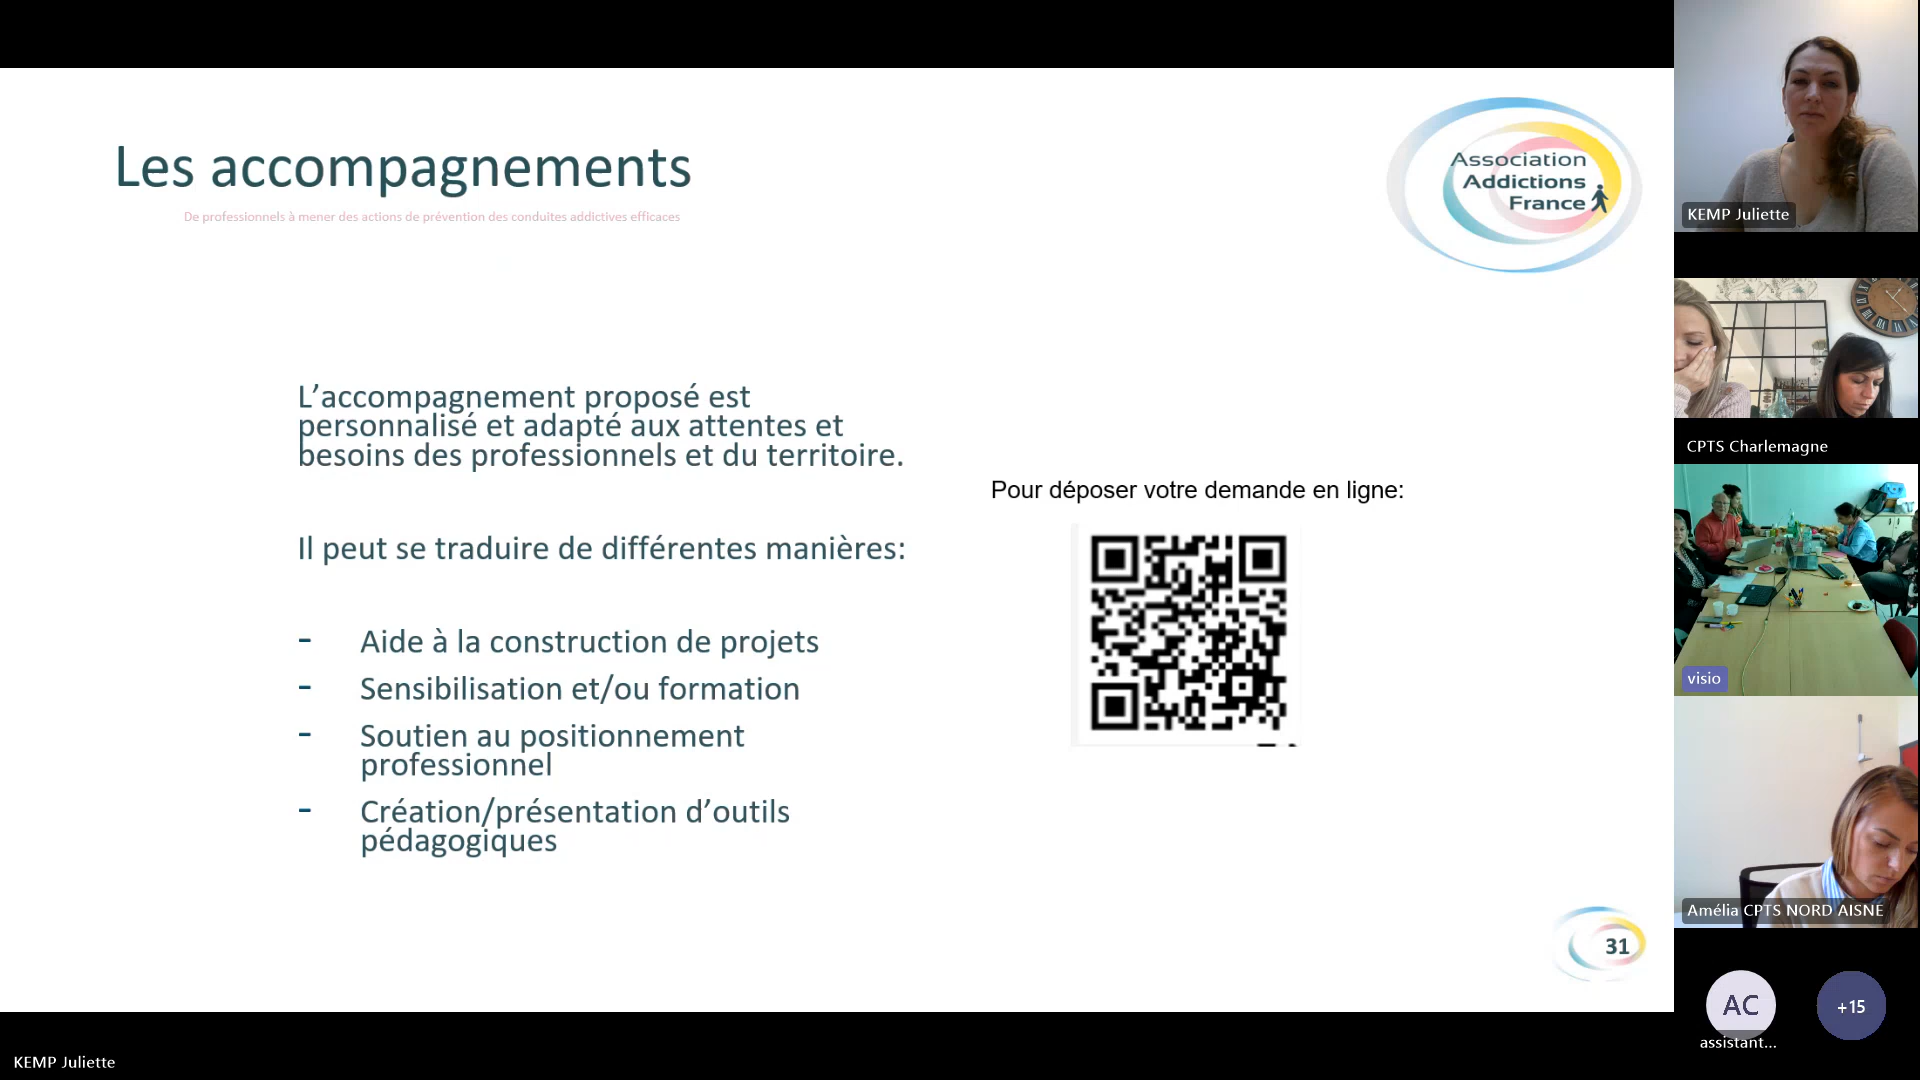 Les accompagnements
De professionnels à mener des actions de prévention des conduites addictives efficaces
Association
Addictions
France
L’accompagnement proposé est
personnalisé et adapté aux attentes et
besoins des professionnels et du territoire.
Il peut se traduire de différentes manières:
- Aide à la construction de projets
- Sensibilisation et/ou formation
- Soutien au positionnement
professionnel
- Création/présentation d’outils
pédagogiques
Pour déposer votre demande en ligne:
31
KEMP Juliette
KEMP Juliette
CPTS Charlemagne
visio
Amélia CPTS NORD AISNE
AC
assistant...
+15